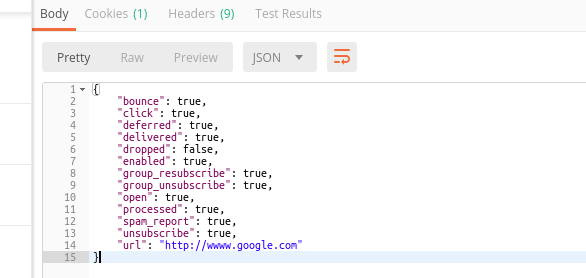 Body Cookies (1) Headers (9) Test Results
Pretty Raw Preview JSON
1 {
2 "bounce": true,
3 "click": true,
4 "deferred": true,
5 "delivered": true,
6 "dropped": false,
7 "enabled": true,
8 "group_resubscribe": true,
9 "group_unsubscribe": true,
10 "open": true,
11 "processed": true,
12 "spam_report": true,
13 "unsubscribe": true,
14 "url": "http://wwww.google.com"
15 }